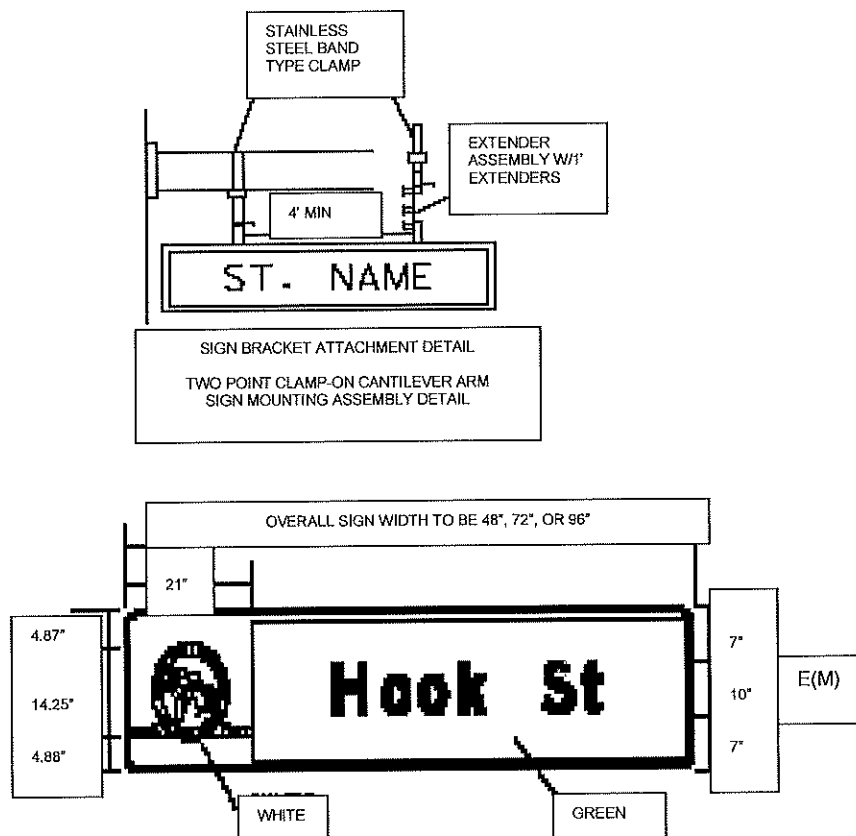 STAINLESS
STEEL BAND
TYPE CLAMP
EXTENDER
ASSEMBLY W/1'
EXTENDERS
4' MIN
ST. NAME
SIGN BRACKET ATTACHMENT DETAIL
TWO POINT CLAMP-ON CANTILEVER ARM
SIGN MOUNTING ASSEMBLY DETAIL
OVERALL SIGN WIDTH TO BE 48", 72", OR 96"
21"
4.87"
14.25"
4.88"
Hook St
7"
10"
7"
E(M)
WHITE
GREEN